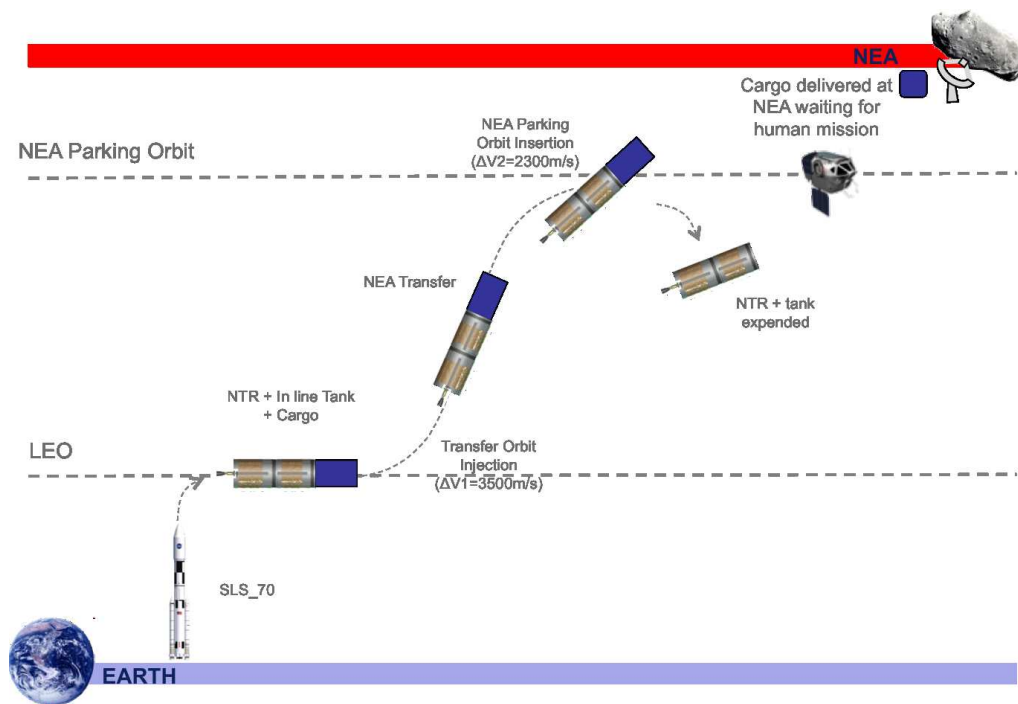 NEA
Cargo delivered at
NEA waiting for
human mission
NEA Parking
Orbit Insertion
(ΔV2=2300m/s)
NEA Parking Orbit
NEA Transfer
NTR + tank
expended
NTR + In line Tank
+ Cargo
LEO
Transfer Orbit
Injection
(ΔV1=3500m/s)
SLS_70
EARTH